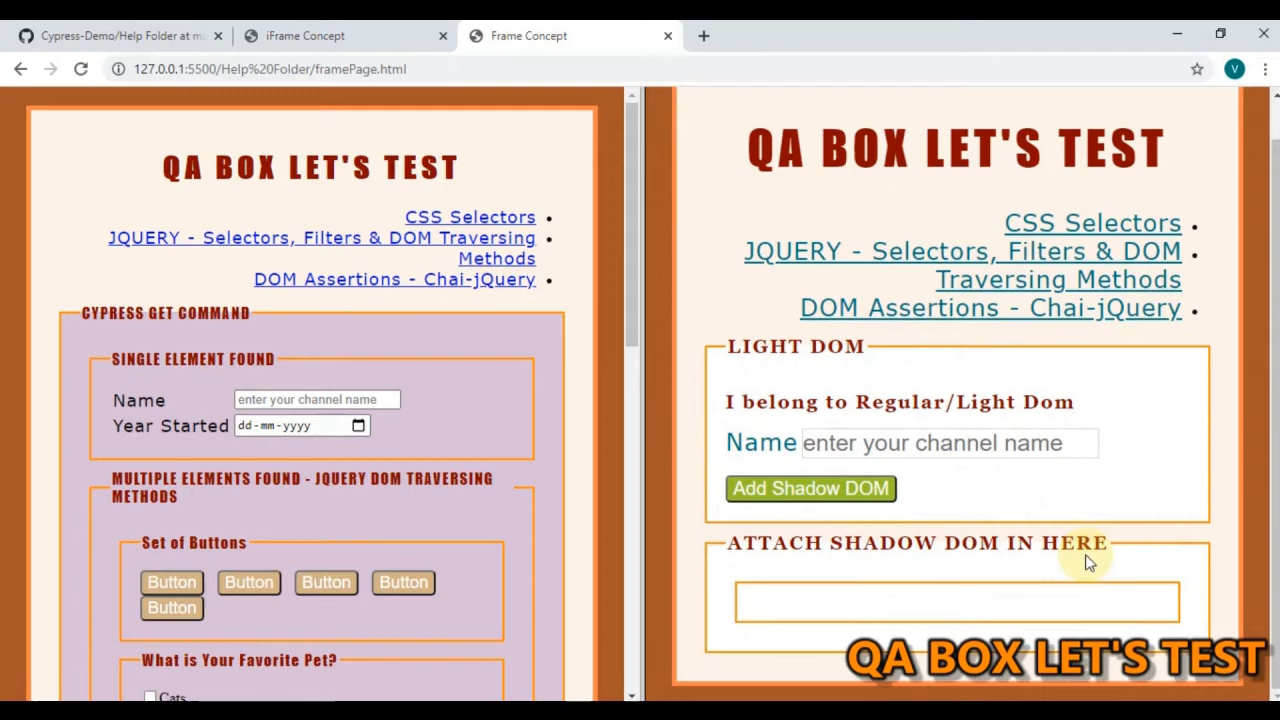 Cypress-Demo/Help Folder at ma
iFrame Concept
Frame Concept
127.0.0.1:5500/Help%20Folder/framePage.html
V
QA BOX LET'S TEST
CSS Selectors
JQUERY - Selectors, Filters & DOM Traversing
Methods
DOM Assertions - Chai-jQuery
CYPRESS GET COMMAND
SINGLE ELEMENT FOUND
Name enter your channel name
Year Started dd-mm-yyyy
MULTIPLE ELEMENTS FOUND - JQUERY DOM TRAVERSING
METHODS
Set of Buttons
Button Button Button Button
Button
What is Your Favorite Pet?
Cats
QA BOX LET'S TEST
CSS Selectors
JQUERY - Selectors, Filters & DOM
Traversing Methods
DOM Assertions - Chai-jQuery
LIGHT DOM
I belong to Regular/Light Dom
Name enter your channel name
Add Shadow DOM
ATTACH SHADOW DOM IN HERE
QA BOX LET'S TEST